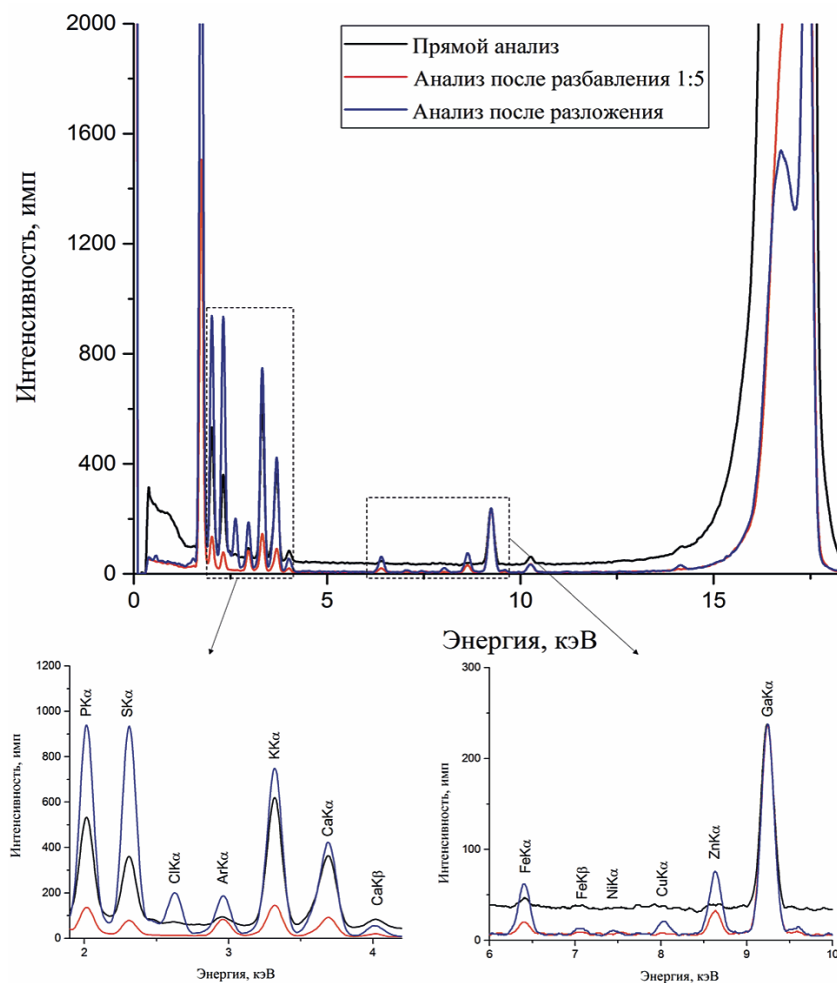 2000
1600
1200
800
400
0
Интенсивность, имп
Прямой анализ
Анализ после разбавления 1:5
Анализ после разложения
0 5 10 15
Энергия, кэВ
1200
1000
800
600
400
200
0
Интенсивность, имп
PKα SKα ClKα ArKα KKα CaKα CaKβ
2 3 4
Энергия, кэВ
300
200
100
0
Интенсивность, имп
FeKα FeKβ NiKα CuKα ZnKα GaKα
6 7 8 9 10
Энергия, кэВ